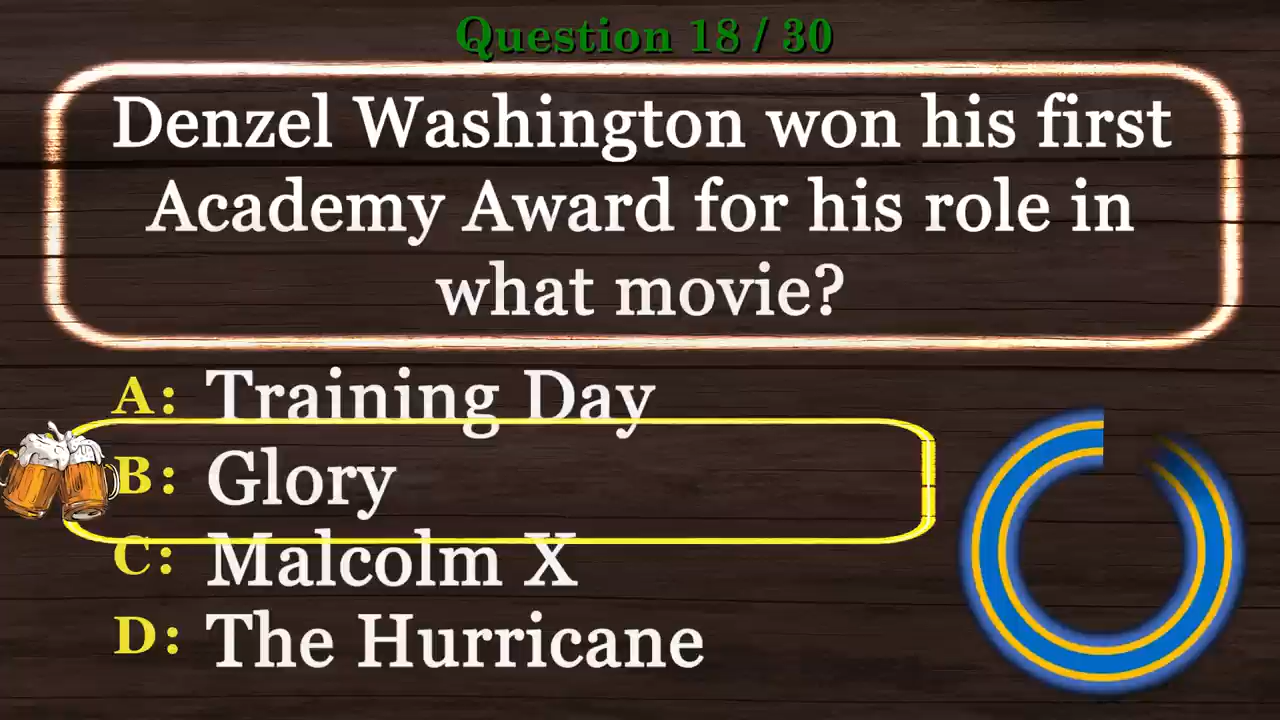 Question 18 / 30
Denzel Washington won his first
Academy Award for his role in
what movie?
A: Training Day
B: Glory
C: Malcolm X
D: The Hurricane